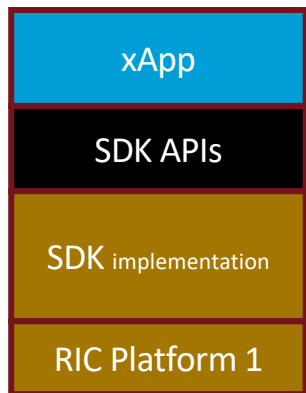 xApp
SDK APIs
SDK implementation
RIC Platform 1